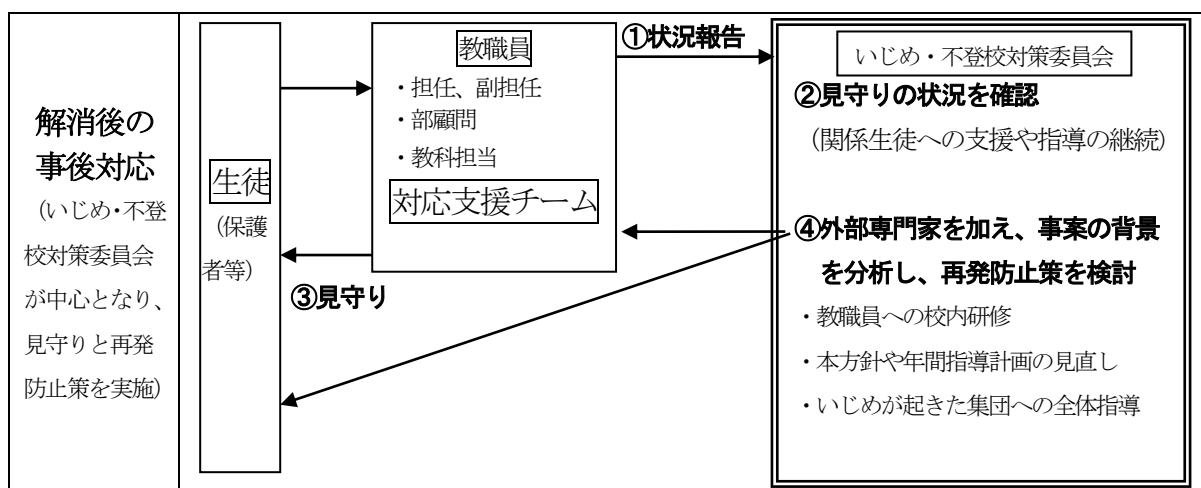 解消後の
事後対応
(いじめ・不登
校対策委員会
が中心となり、
見守りと再発
防止策を実施)
生徒
(保護
者等)
教職員
・担任、副担任
・部顧問
・教科担当
対応支援チーム
①状況報告
③見守り
いじめ・不登校対策委員会
②見守りの状況を確認
(関係生徒への支援や指導の継続)
④外部専門家を加え、事案の背景
を分析し、再発防止策を検討
・教職員への校内研修
・本方針や年間指導計画の見直し
・いじめが起きた集団への全体指導